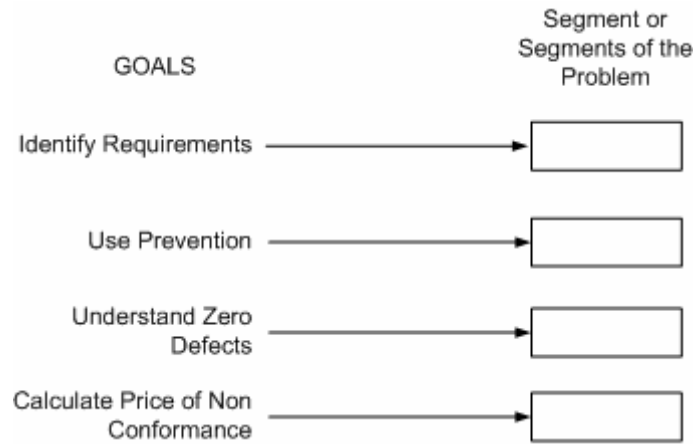 GOALS
Segment or
Segments of the
Problem
Identify Requirements
Use Prevention
Understand Zero
Defects
Calculate Price of Non
Conformance